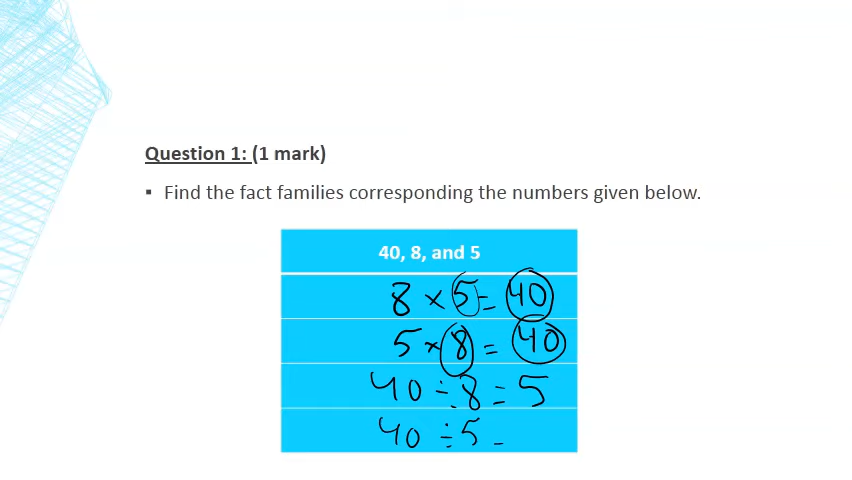 Question 1: (1 mark)
▪ Find the fact families corresponding the numbers given below.
40, 8, and 5
8 × 5 = 40
5 × 8 = 40
40 ÷ 8 = 5
40 ÷ 5 =